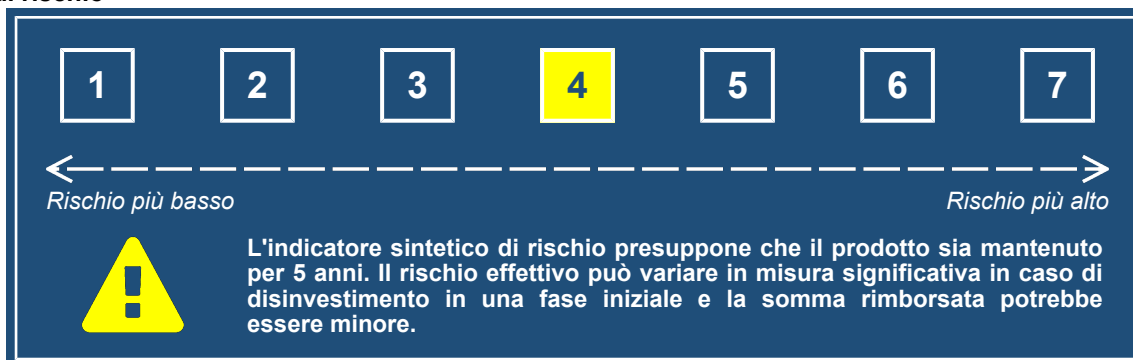 di rischio
1 2 3 4 5 6 7
Rischio più basso Rischio più alto
L'indicatore sintetico di rischio presuppone che il prodotto sia mantenuto
per 5 anni. Il rischio effettivo può variare in misura significativa in caso di
disinvestimento in una fase iniziale e la somma rimborsata potrebbe
essere minore.